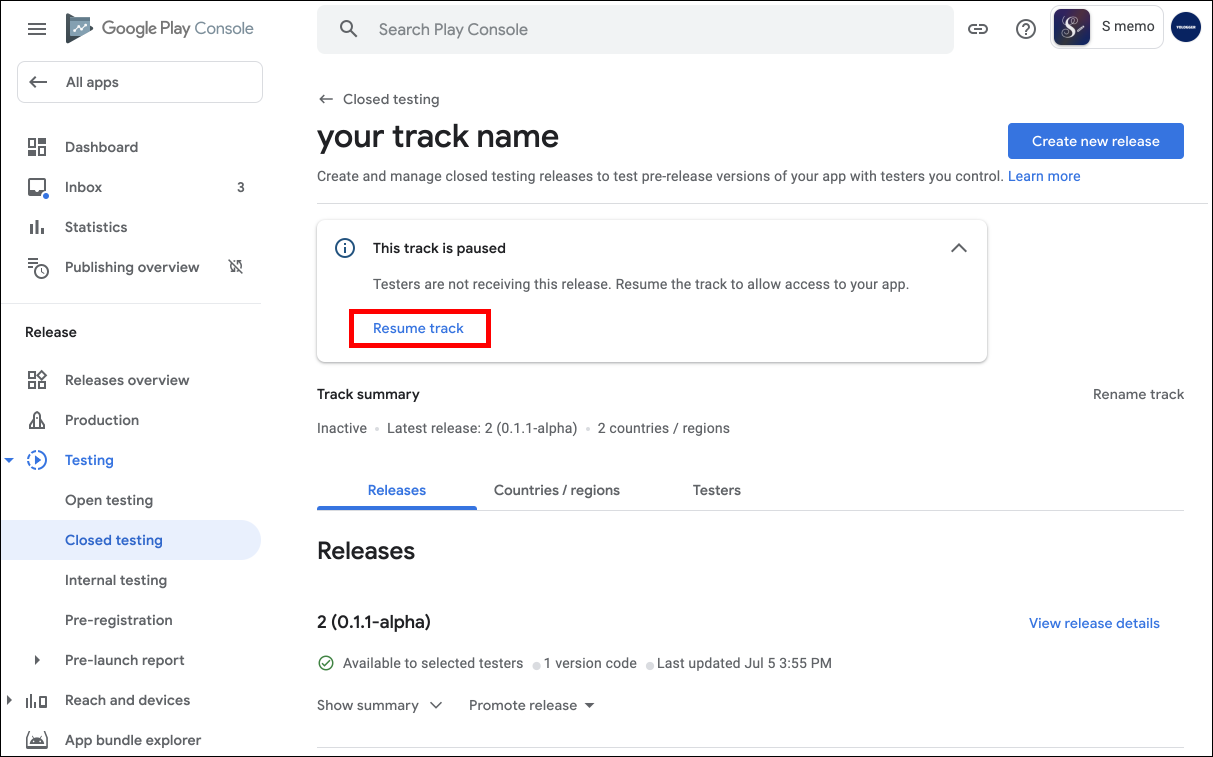 Google Play Console
Search Play Console
S memo
All apps
Dashboard
Inbox 3
Statistics
Publishing overview
Release
Releases overview
Production
Testing
Open testing
Closed testing
Internal testing
Pre-registration
Pre-launch report
Reach and devices
App bundle explorer
Closed testing
your track name
Create new release
Create and manage closed testing releases to test pre-release versions of your app with testers you control. Learn more
This track is paused
Testers are not receiving this release. Resume the track to allow access to your app.
Resume track
Track summary
Rename track
Inactive • Latest release: 2 (0.1.1-alpha) • 2 countries / regions
Releases Countries / regions Testers
Releases
2 (0.1.1-alpha)
View release details
Available to selected testers • 1 version code • Last updated Jul 5 3:55 PM
Show summary Promote release